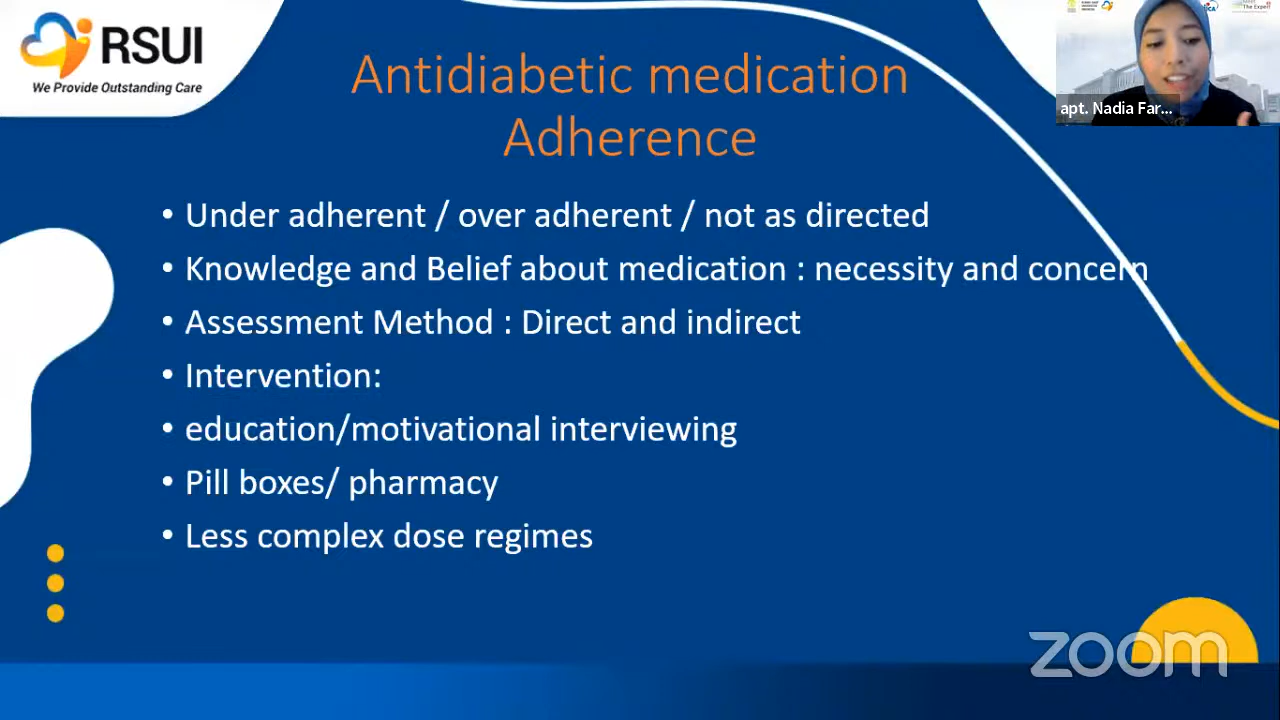 RSUI
We Provide Outstanding Care
Antidiabetic medication
Adherence
apt. Nadia Far...
• Under adherent / over adherent / not as directed
• Knowledge and Belief about medication : necessity and concern
• Assessment Method : Direct and indirect
• Intervention:
• education/motivational interviewing
• Pill boxes/ pharmacy
• Less complex dose regimes
zoom